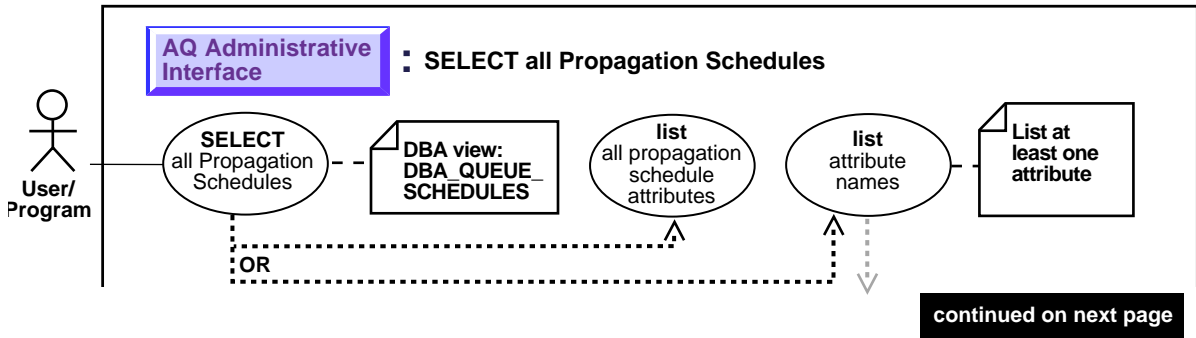 AQ Administrative
Interface
: SELECT all Propagation Schedules
User/
Program
SELECT
all Propagation
Schedules
DBA view:
DBA_QUEUE_
SCHEDULES
list
all propagation
schedule
attributes
list
attribute
names
List at
least one
attribute
OR
continued on next page